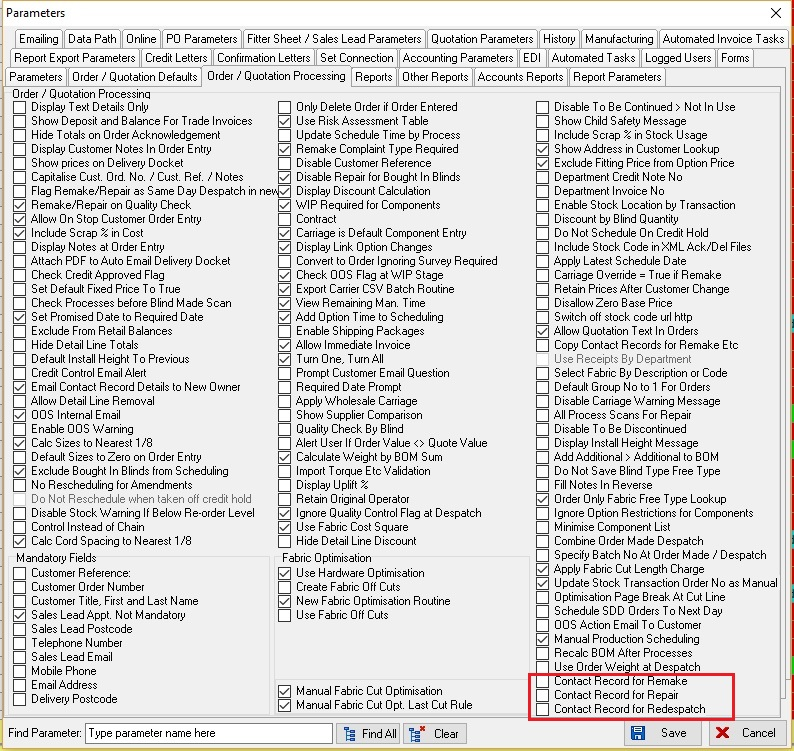 Parameters
Emailing Data Path Online PO Parameters Fitter Sheet / Sales Lead Parameters Quotation Parameters History Manufacturing Automated Invoice Tasks
Report Export Parameters Credit Letters Confirmation Letters Set Connection Accounting Parameters EDI Automated Tasks Logged Users Forms
Parameters Order / Quotation Defaults Order / Quotation Processing Reports Other Reports Accounts Reports Report Parameters
Order / Quotation Processing
Display Text Details Only
Show Deposit and Balance For Trade Invoices
Hide Totals on Order Acknowledgement
Display Customer Notes In Order Entry
Show prices on Delivery Docket
Capitalise Cust. Ord. No. / Cust. Ref. / Notes
Flag Remake/Repair as Same Day Despatch in new
Remake/Repair on Quality Check
Allow On Stop Customer Order Entry
Include Scrap % in Cost
Display Notes at Order Entry
Attach PDF to Auto Email Delivery Docket
Check Credit Approved Flag
Set Default Fixed Price To True
Check Processes before Blind Made Scan
Set Promised Date to Required Date
Exclude From Retail Balances
Hide Detail Line Totals
Default Install Height To Previous
Credit Control Email Alert
Email Contact Record Details to New Owner
Allow Detail Line Removal
OOS Internal Email
Enable OOS Warning
Calc Sizes to Nearest 1/8
Default Sizes to Zero on Order Entry
Exclude Bought In Blinds from Scheduling
No Rescheduling for Amendments
Do Not Reschedule when taken off credit hold
Disable Stock Warning If Below Re-order Level
Control Instead of Chain
Calc Cord Spacing to Nearest 1/8
Only Delete Order if Order Entered
Use Risk Assessment Table
Update Schedule Time by Process
Remake Complaint Type Required
Disable Customer Reference
Disable Repair for Bought In Blinds
Display Discount Calculation
WIP Required for Components
Contract
Carriage is Default Component Entry
Display Link Option Changes
Convert to Order Ignoring Survey Required
Check OOS Flag at WIP Stage
Export Carrier CSV Batch Routine
View Remaining Man. Time
Add Option Time to Scheduling
Enable Shipping Packages
Allow Immediate Invoice
Turn One, Turn All
Prompt Customer Email Question
Required Date Prompt
Apply Wholesale Carriage
Show Supplier Comparison
Quality Check By Blind
Alert User If Order Value <> Quote Value
Calculate Weight by BOM Sum
Import Torque Etc Validation
Display Uplift %
Retain Original Operator
Ignore Quality Control Flag at Despatch
Use Fabric Cost Square
Hide Detail Line Discount
Disable To Be Continued > Not In Use
Show Child Safety Message
Include Scrap % in Stock Usage
Show Address in Customer Lookup
Exclude Fitting Price from Option Price
Department Credit Note No
Department Invoice No
Enable Stock Location by Transaction
Discount by Blind Quantity
Do Not Schedule On Credit Hold
Include Stock Code in XML Ack/Del Files
Apply Latest Schedule Date
Carriage Override = True if Remake
Retain Prices After Customer Change
Disallow Zero Base Price
Switch off stock code url http
Allow Quotation Text In Orders
Copy Contact Records for Remake Etc
Use Receipts By Department
Select Fabric By Description or Code
Default Group No to 1 For Orders
Disable Carriage Warning Message
All Process Scans For Repair
Disable To Be Discontinued
Display Install Height Message
Add Additional > Additional to BOM
Do Not Save Blind Type Free Type
Fill Notes In Reverse
Order Only Fabric Free Type Lookup
Ignore Option Restrictions for Components
Minimise Component List
Combine Order Made Despatch
Specify Batch No At Order Made / Despatch
Apply Fabric Cut Length Charge
Update Stock Transaction Order No as Manual
Optimisation Page Break At Cut Line
Schedule SDD Orders To Next Day
OOS Action Email To Customer
Manual Production Scheduling
Recalc BOM After Processes
Use Order Weight at Despatch
Contact Record for Remake
Contact Record for Repair
Contact Record for Redespatch
Mandatory Fields
Customer Reference:
Customer Order Number
Customer Title, First and Last Name
Sales Lead Appt. Not Mandatory
Sales Lead Postcode
Telephone Number
Sales Lead Email
Mobile Phone
Email Address
Delivery Postcode
Fabric Optimisation
Use Hardware Optimisation
Create Fabric Off Cuts
New Fabric Optimisation Routine
Use Fabric Off Cuts
Manual Fabric Cut Optimisation
Manual Fabric Cut Opt. Last Cut Rule
Find Parameter: Type parameter name here Find All Clear Save Cancel